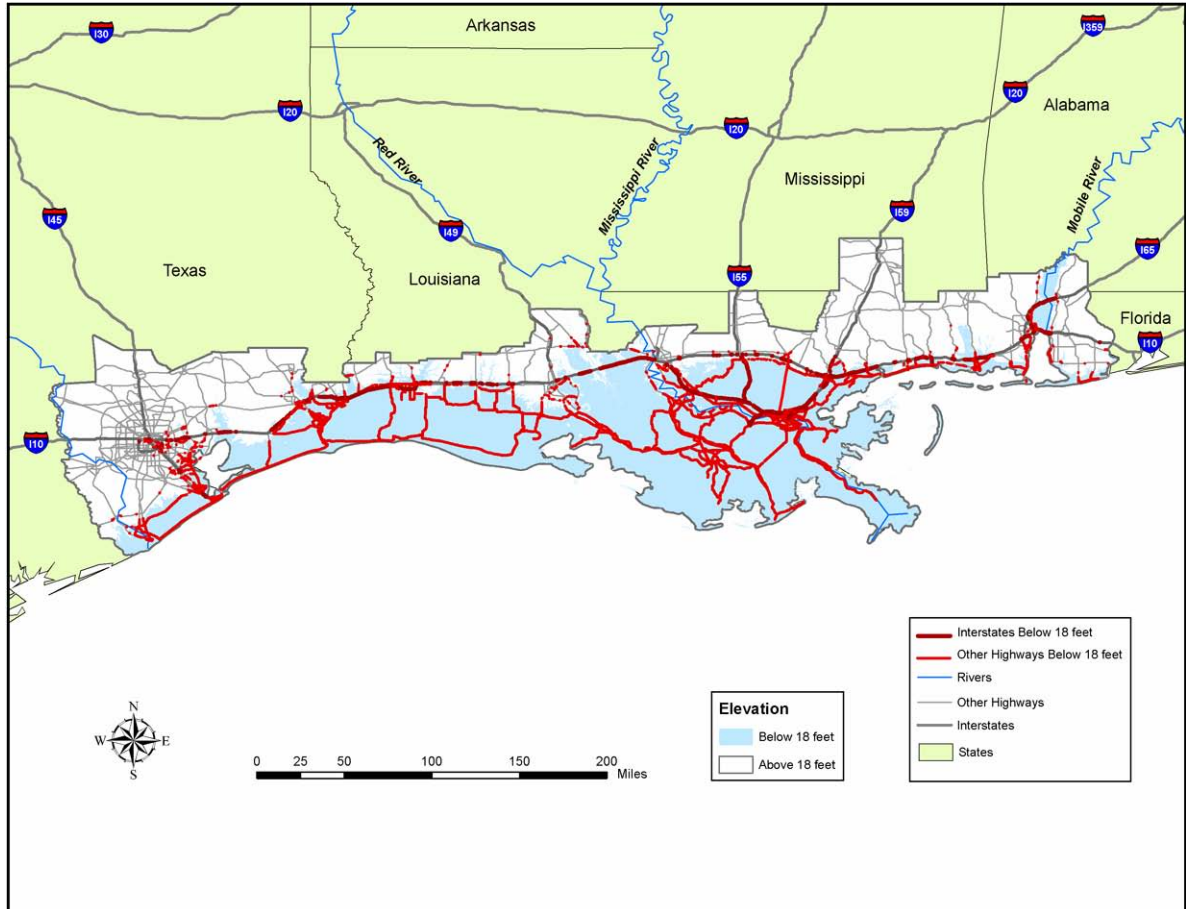 Arkansas
I30
I359
I20
I20
I20
Alabama
Red River
Mississippi River
Mississippi
Mobile River
I45
I49
I59
I65
Texas
Louisiana
I55
Florida
I10
I10
Interstates Below 18 feet
Other Highways Below 18 feet
Rivers
Other Highways
Interstates
States
Elevation
Below 18 feet
Above 18 feet
N
W E
S
0 25 50 100 150 200
Miles